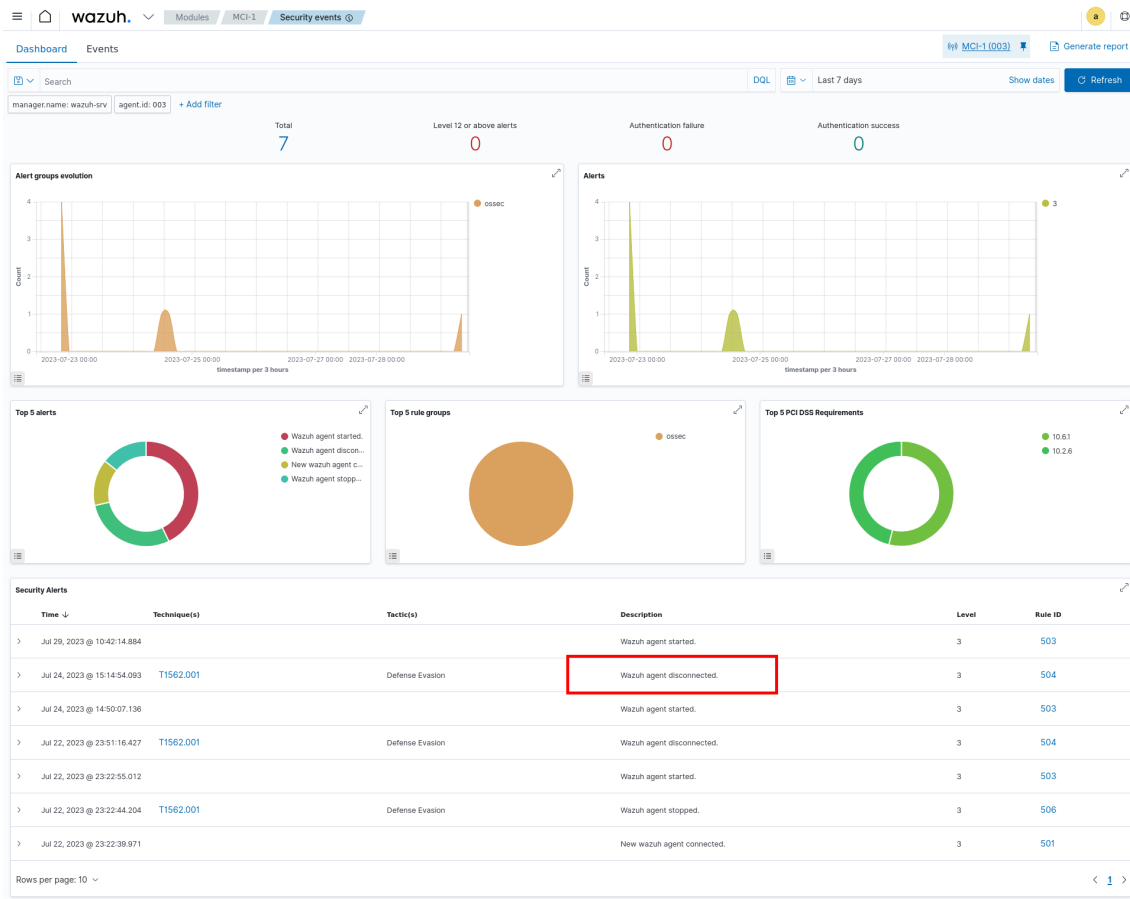 wazuh. Modules MCI-1 Security events a
Dashboard Events MCI-1 (003) Generate report
Search DQL Last 7 days Show dates Refresh
manager.name: wazuh-srv agent.id: 003 + Add filter
Total Level 12 or above alerts Authentication failure Authentication success
7 0 0 0
Alert groups evolution
4
3
2
1
0
Count
2023-07-23 00:00 2023-07-25 00:00 2023-07-27 00:00 2023-07-28 00:00
timestamp per 3 hours
ossec
Alerts
4
3
2
1
0
Count
2023-07-23 00:00 2023-07-25 00:00 2023-07-27 00:00 2023-07-28 00:00
timestamp per 3 hours
3
Top 5 alerts
Wazuh agent started.
Wazuh agent discon...
New wazuh agent c...
Wazuh agent stopp...
Top 5 rule groups
ossec
Top 5 PCI DSS Requirements
10.6.1
10.2.6
Security Alerts
Time Technique(s) Tactic(s) Description Level Rule ID
Jul 29, 2023 @ 10:42:14.884 Wazuh agent started. 3 503
Jul 24, 2023 @ 15:14:54.093 T1562.001 Defense Evasion Wazuh agent disconnected. 3 504
Jul 24, 2023 @ 14:50:07.136 Wazuh agent started. 3 503
Jul 22, 2023 @ 23:51:16.427 T1562.001 Defense Evasion Wazuh agent disconnected. 3 504
Jul 22, 2023 @ 23:22:55.012 Wazuh agent started. 3 503
Jul 22, 2023 @ 23:22:44.204 T1562.001 Defense Evasion Wazuh agent stopped. 3 506
Jul 22, 2023 @ 23:22:39.971 New wazuh agent connected. 3 501
Rows per page: 10 1